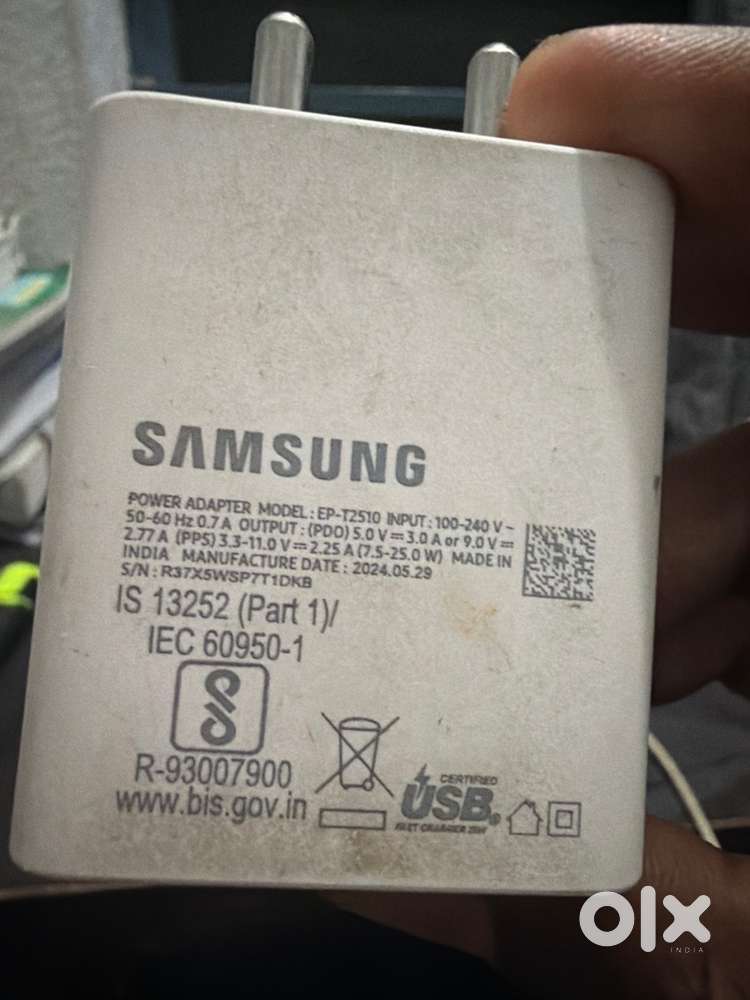 SAMSUNG
POWER ADAPTER MODEL : EP-T2510 INPUT : 100-240 V~
50-60 Hz 0.7 A OUTPUT : (PDO) 5.0 V⎓3.0 A or 9.0 V⎓
2.77 A (PPS) 3.3-11.0 V⎓2.25 A (7.5-25.0 W) MADE IN
INDIA MANUFACTURE DATE : 2024.05.29
S/N : R37X5WSP7T1DKB
IS 13252 (Part 1)/
IEC 60950-1
R-93007900
www.bis.gov.in
CERTIFIED
USB
FAST CHARGER 25W
olx
INDIA